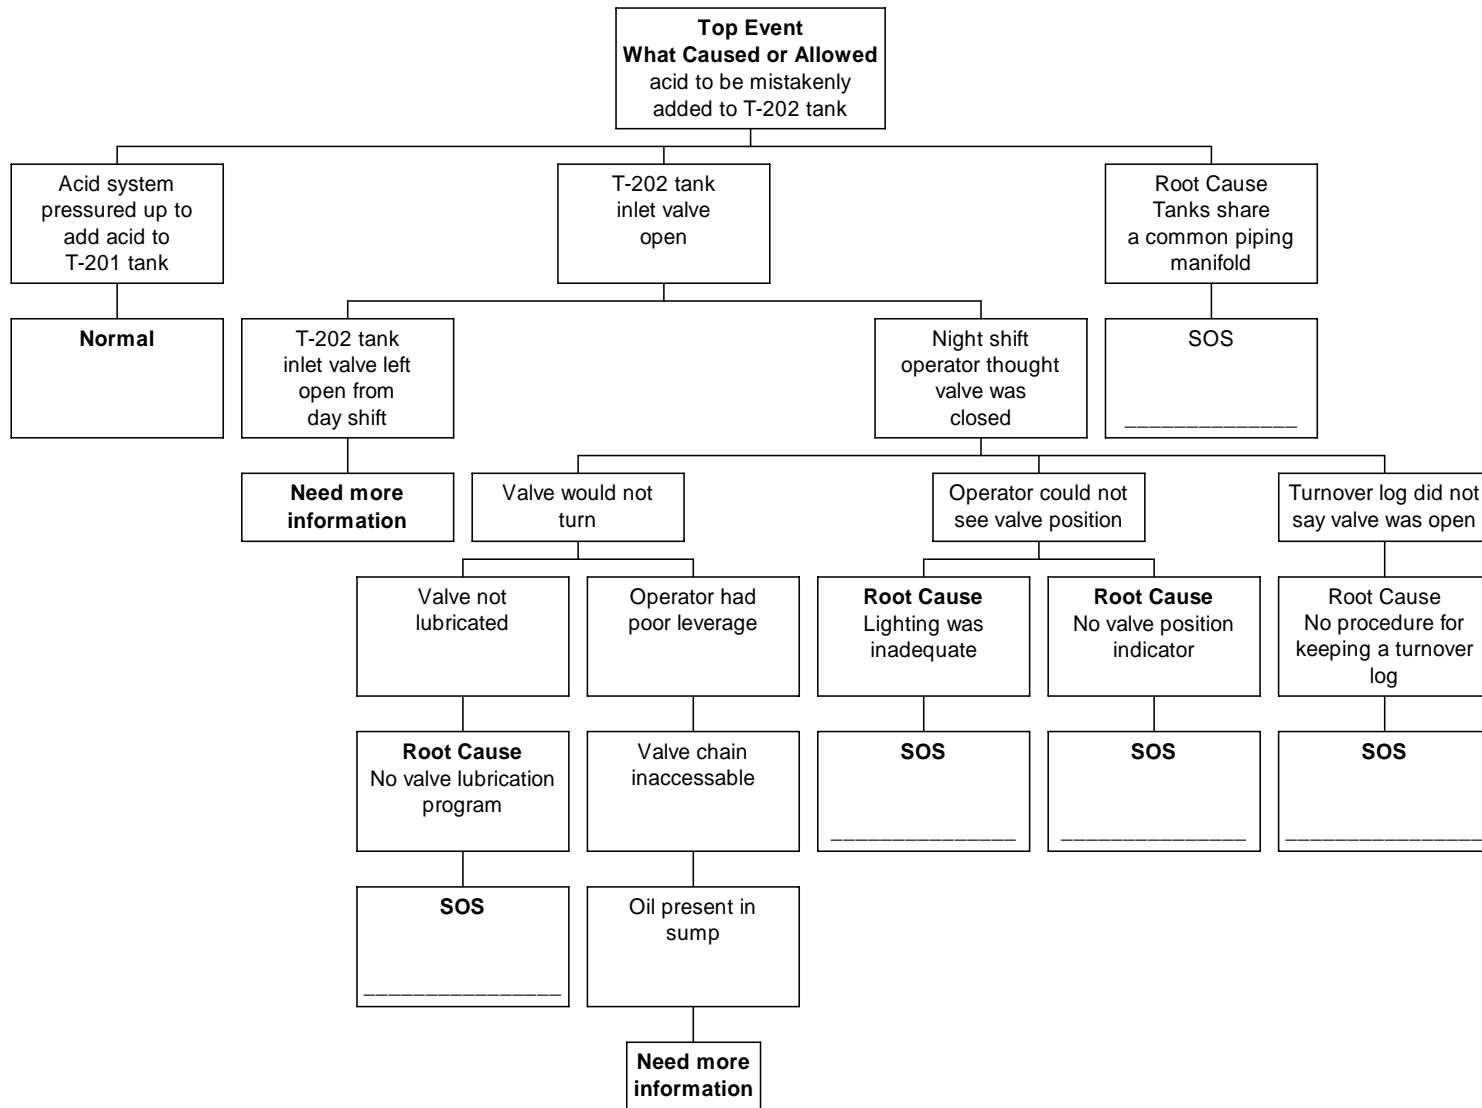 Top Event
What Caused or Allowed
acid to be mistakenly
added to T-202 tank
Acid system
pressured up to
add acid to
T-201 tank
T-202 tank
inlet valve
open
Root Cause
Tanks share
a common piping
manifold
Normal
T-202 tank
inlet valve left
open from
day shift
Night shift
operator thought
valve was
closed
SOS
______________
Need more
information
Valve would not
turn
Operator could not
see valve position
Turnover log did not
say valve was open
Valve not
lubricated
Operator had
poor leverage
Root Cause
Lighting was
inadequate
Root Cause
No valve position
indicator
Root Cause
No procedure for
keeping a turnover
log
Root Cause
No valve lubrication
program
Valve chain
inaccessable
SOS
_______________
SOS
_______________
SOS
________________
SOS
________________
Oil present in
sump
Need more
information